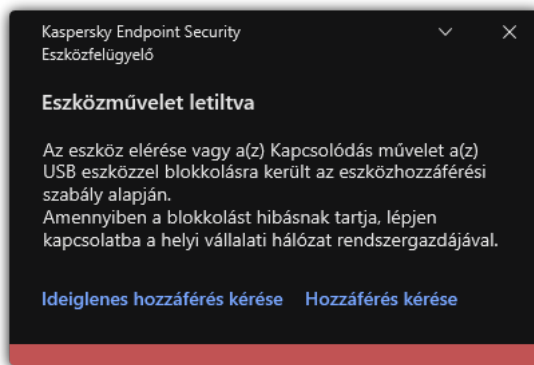 Kaspersky Endpoint Security
Eszközfelügyelő
Eszközművelet letiltva
Az eszköz elérése vagy a(z) Kapcsolódás művelet a(z)
USB eszközzel blokkolásra került az eszközhozzáférési
szabály alapján.
Amennyiben a blokkolást hibásnak tartja, lépjen
kapcsolatba a helyi vállalati hálózat rendszergazdájával.
Ideiglenes hozzáférés kérése Hozzáférés kérése